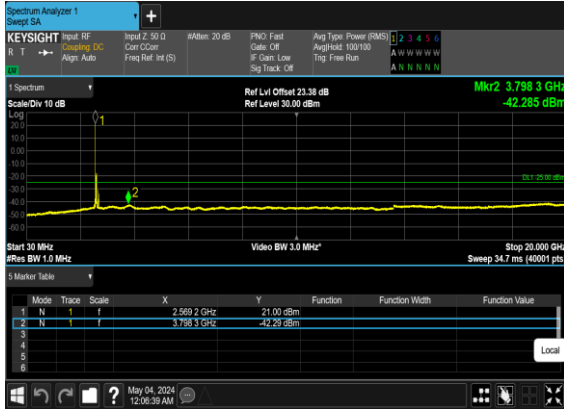 Spectrum Analyzer 1
Swept SA
+
KEYSIGHT
R T
LW
Input: RF
Coupling: DC
Align: Auto
Input Z: 50 Ω
Corr CCorr
Freq Ref: Int (S)
#Atten: 20 dB
PNO: Fast
Gate: Off
IF Gain: Low
Sig Track: Off
Avg Type: Power (RMS)
Avg|Hold: 100/100
Trig: Free Run
1 2 3 4 5 6
A W W W W W
A N N N N N
1 Spectrum
Scale/Div 10 dB
Ref Lvl Offset 23.38 dB
Ref Level 30.00 dBm
Mkr2 3.798 3 GHz
-42.285 dBm
Log
20.0
10.0
0.00
-10.0
-20.0
-30.0
-40.0
-50.0
-60.0
1
2
DL1 -25.00 dBm
Start 30 MHz
#Res BW 1.0 MHz
Video BW 3.0 MHz*
Stop 20.000 GHz
Sweep 34.7 ms (40001 pts)
5 Marker Table
Mode Trace Scale X Y Function Function Width Function Value
1 N 1 f 2.569 2 GHz 21.00 dBm
2 N 1 f 3.798 3 GHz -42.29 dBm
3
4
5
6
Local
?
May 04, 2024
12:06:39 AM